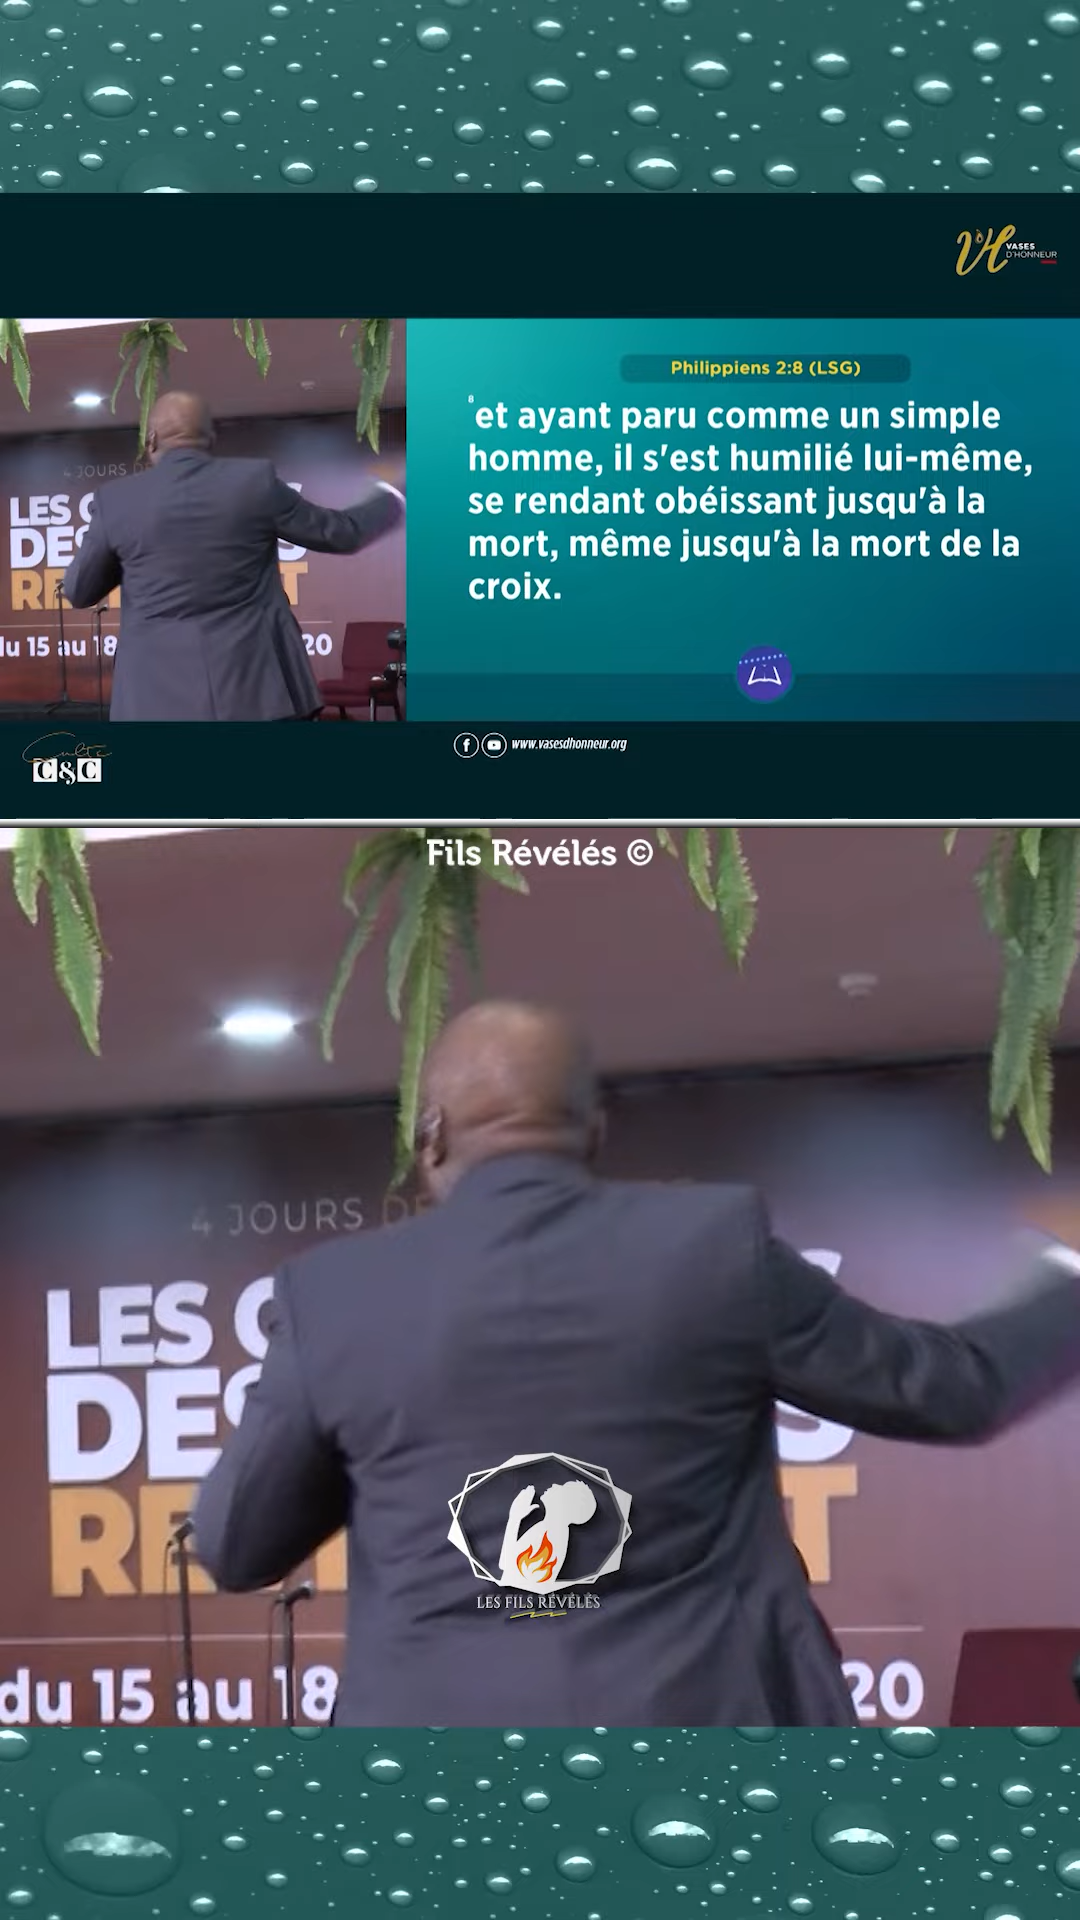 VASES
D'HONNEUR
Philippiens 2:8 (LSG)
8 et ayant paru comme un simple
homme, il s'est humilié lui-même,
se rendant obéissant jusqu'à la
mort, même jusqu'à la mort de la
croix.
4 JOURS
LES
DES
du 15 au 18
20
C&C
www.vasesdhonneur.org
Fils Révélés ©
4 JOURS DE
LES
DES
LES FILS RÉVÉLÉS
du 15 au 18
20